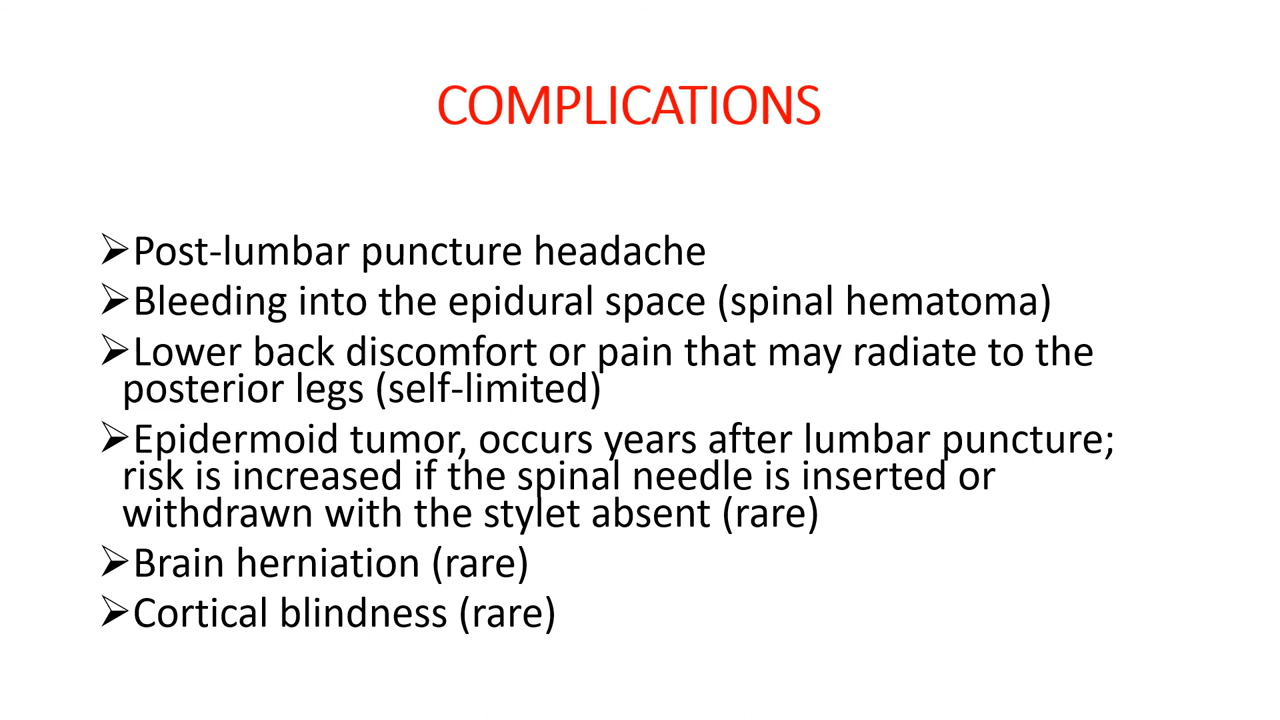 COMPLICATIONS
➢Post-lumbar puncture headache
➢Bleeding into the epidural space (spinal hematoma)
➢Lower back discomfort or pain that may radiate to the
posterior legs (self-limited)
➢Epidermoid tumor, occurs years after lumbar puncture;
risk is increased if the spinal needle is inserted or
withdrawn with the stylet absent (rare)
➢Brain herniation (rare)
➢Cortical blindness (rare)